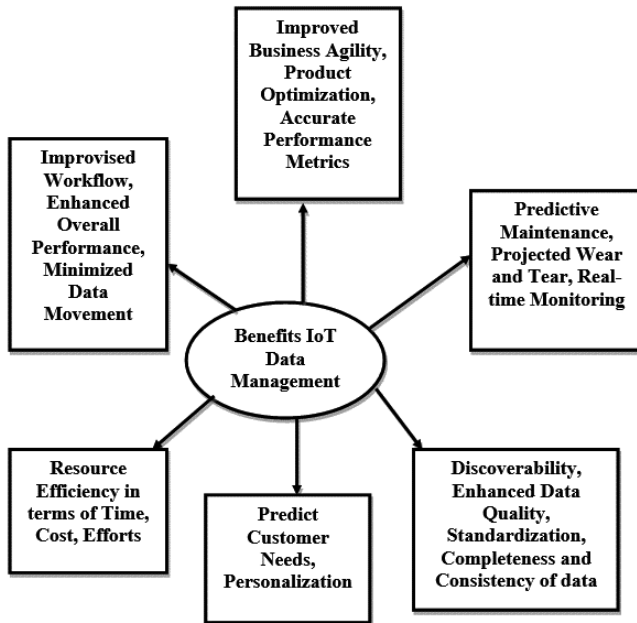 Improved
Business Agility,
Product
Optimization,
Accurate
Performance
Metrics
Improvised
Workflow,
Enhanced
Overall
Performance,
Minimized
Data
Movement
Predictive
Maintenance,
Projected Wear
and Tear, Real-
time Monitoring
Benefits IoT
Data
Management
Resource
Efficiency in
terms of Time,
Cost, Efforts
Predict
Customer
Needs,
Personalization
Discoverability,
Enhanced Data
Quality,
Standardization,
Completeness and
Consistency of data